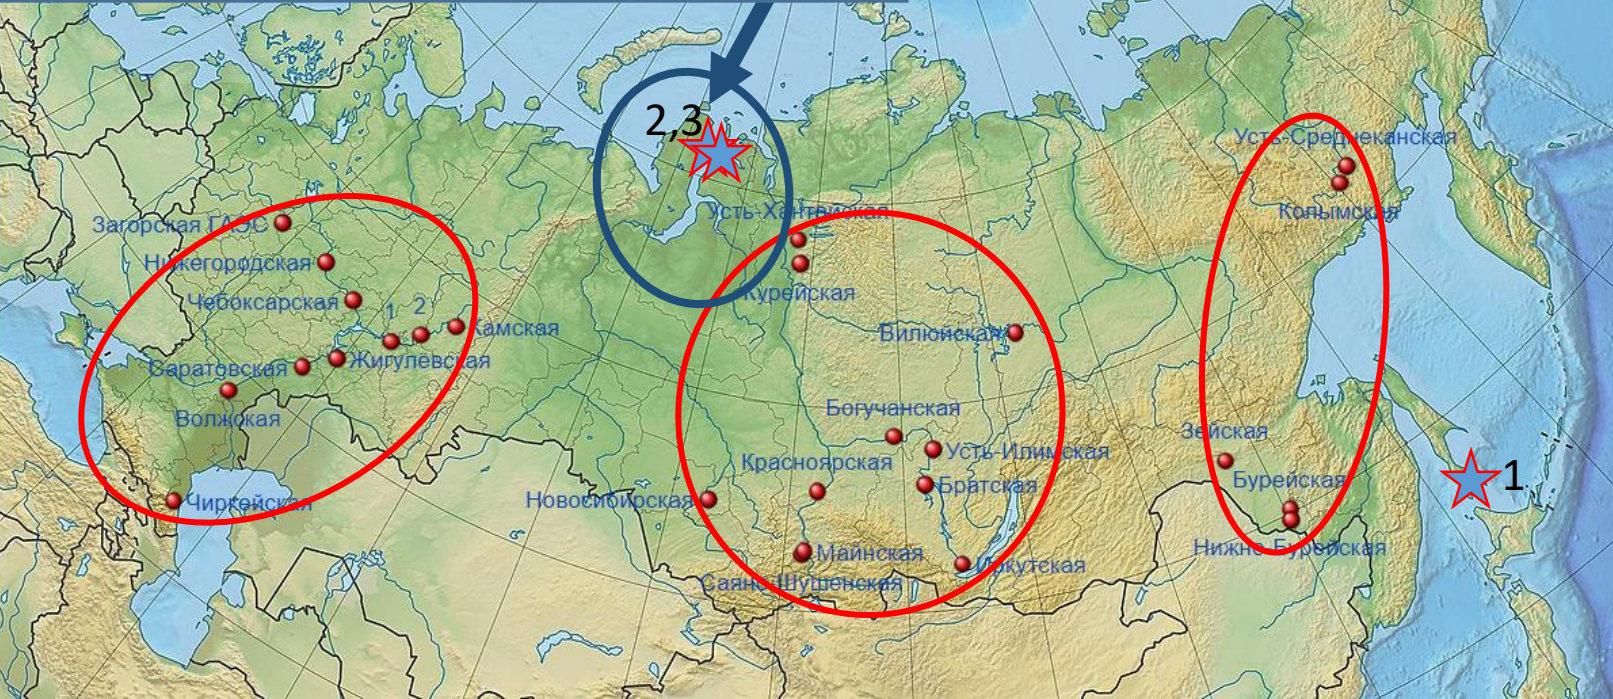 2,3
Усть-Среднеканская
Колымская
Усть-Хантайская
Загорская ГАЭС
Нижегородская
Курейская
Чебоксарская
1
2
Камская
Вилюйская
Жигулевская
Саратовская
Волжская
Богучанская
Зейская
Усть-Илимская
Красноярская
Братская
Бурейская
1
Новосибирская
Чиркейская
Нижне-Бурейская
Майнская
Иркутская
Саяно-Шушенская